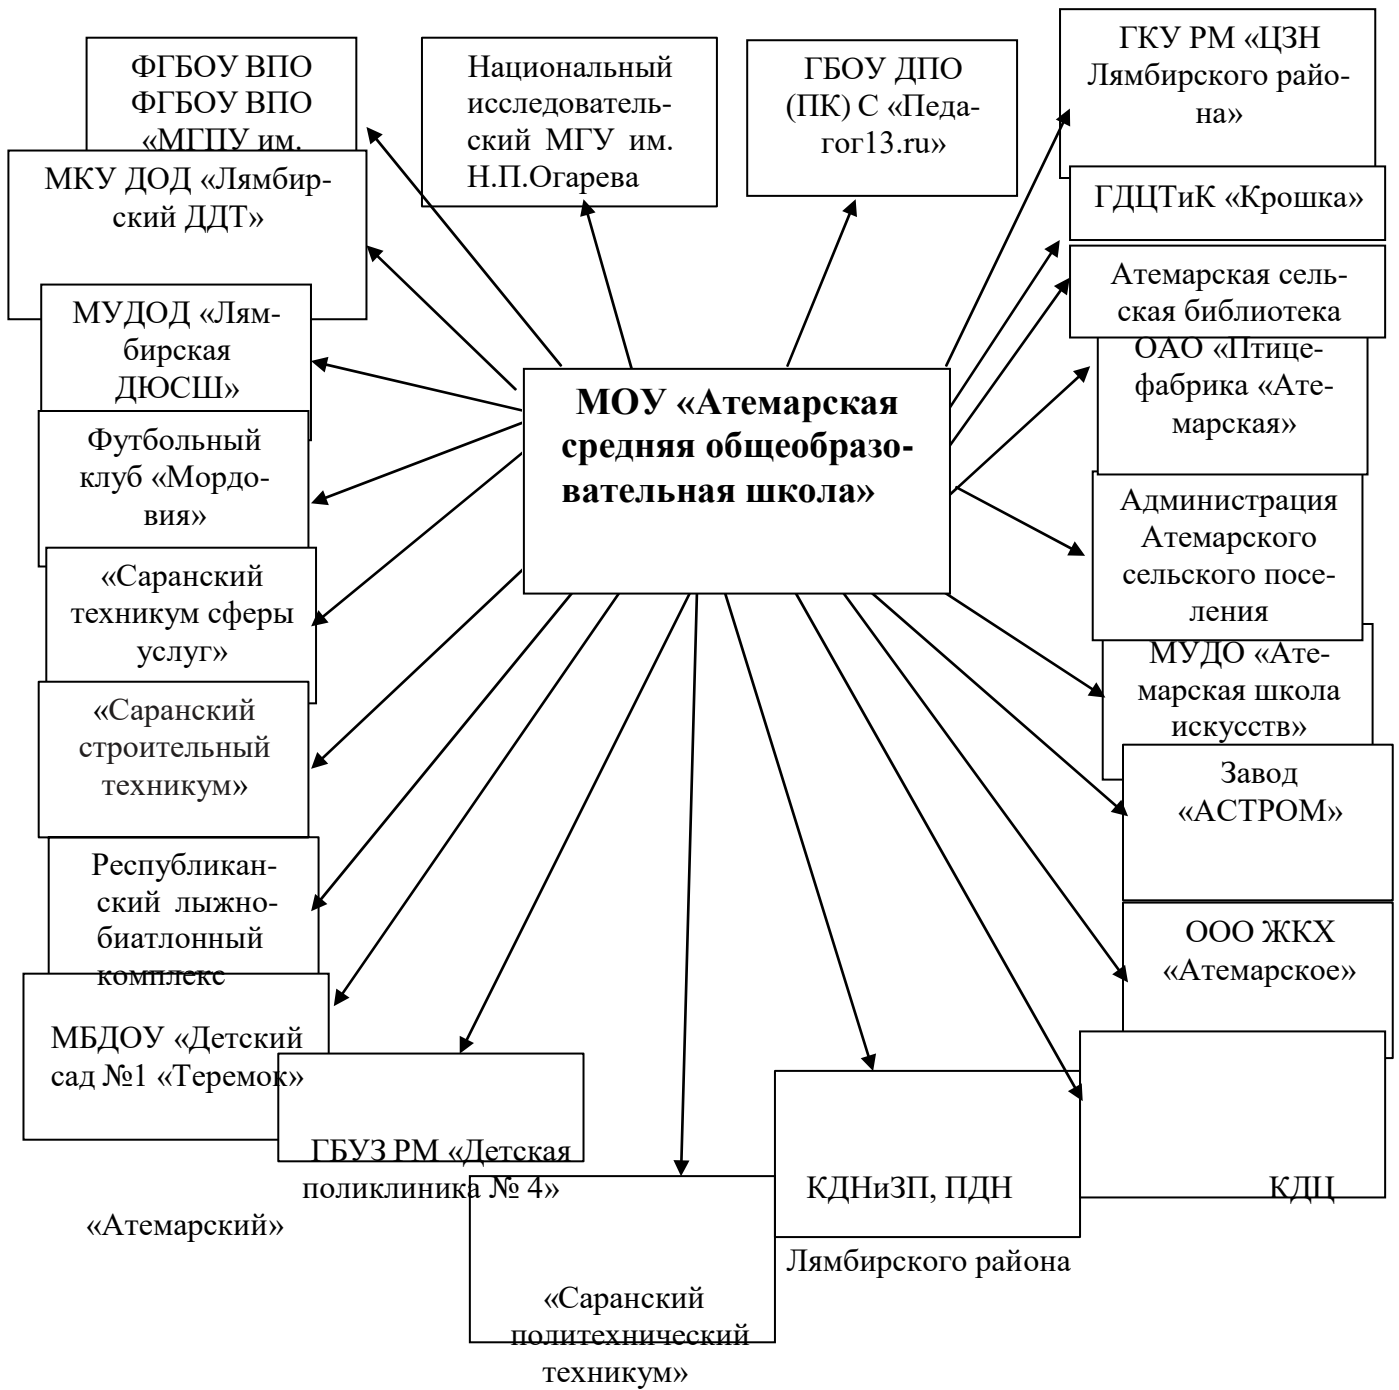 ФГБОУ ВПО
ФГБОУ ВПО
«МГПУ им.
Национальный
исследователь-
ский МГУ им.
Н.П.Огарева
ГБОУ ДПО
(ПК) С «Педа-
гог13.ru»
ГКУ РМ «ЦЗН
Лямбирского райо-
на»
МКУ ДОД «Лямбир-
ский ДДТ»
ГДЦТиК «Крошка»
Атемарская сель-
ская библиотека
МУДОД «Лям-
бирская
ДЮСШ»
ОАО «Птице-
фабрика «Ате-
марская»
МОУ «Атемарская
средняя общеобразо-
вательная школа»
Футбольный
клуб «Мордо-
вия»
Администрация
Атемарского
сельского посе-
ления
«Саранский
техникум сферы
услуг»
МУДО «Ате-
марская школа
искусств»
«Саранский
строительный
техникум»
Завод
«АСТРОМ»
Республикан-
ский лыжно-
биатлонный
комплекс
ООО ЖКХ
«Атемарское»
МБДОУ «Детский
сад №1 «Теремок»
ГБУЗ РМ «Детская
поликлиника № 4»
КДНиЗП, ПДН
КДЦ
«Атемарский»
Лямбирского района
«Саранский
политехнический
техникум»